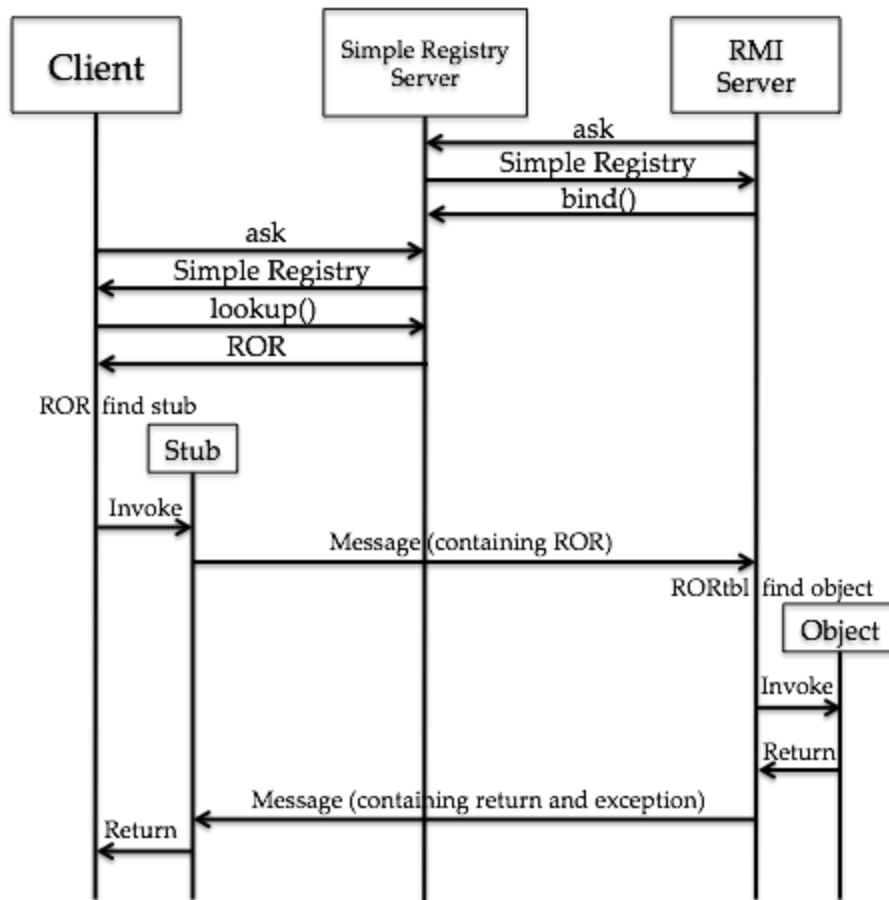 Client
Simple Registry
Server
RMI
Server
ask
Simple Registry
bind()
ask
Simple Registry
lookup()
ROR
ROR find stub
Stub
Invoke
Message (containing ROR)
RORtbl find object
Object
Invoke
Return
Message (containing return and exception)
Return